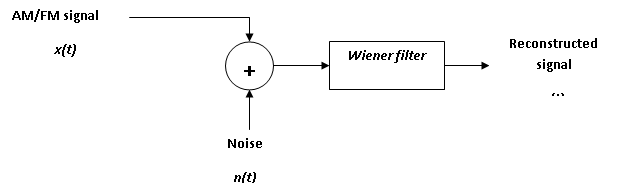 AM/FM signal
x(t)
+
Wiener filter
Reconstructed
signal
Noise
n(t)